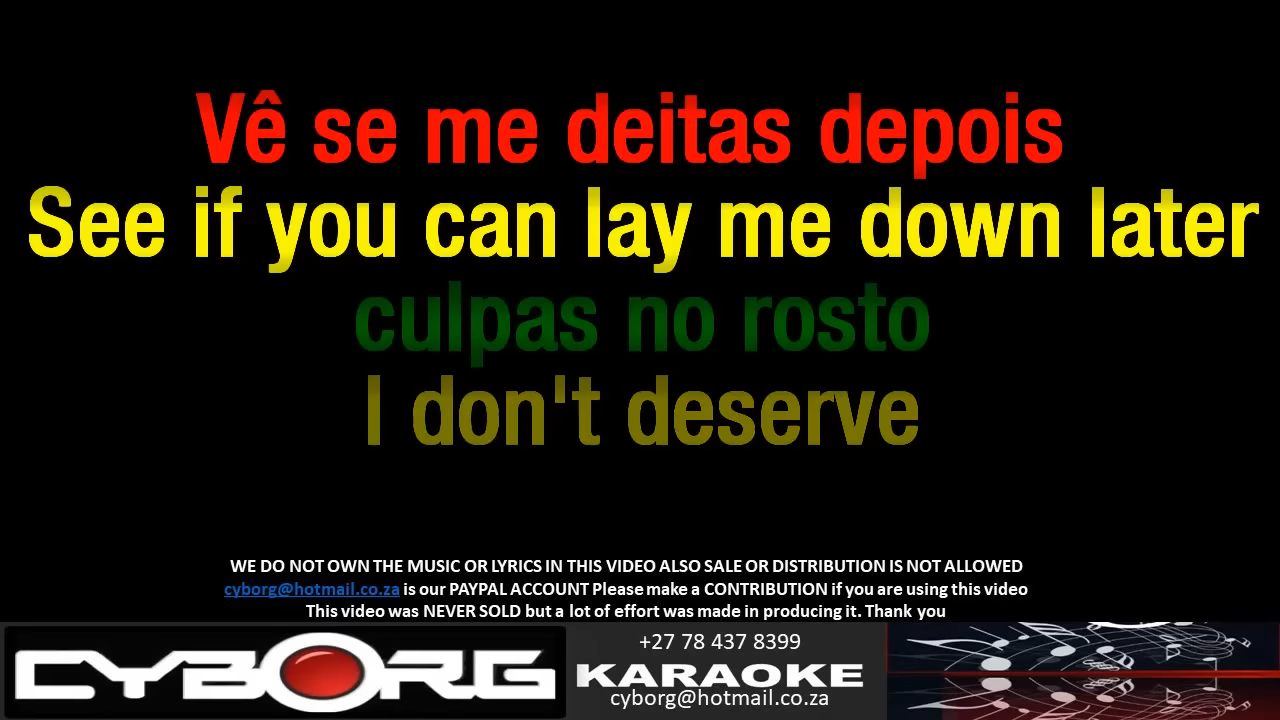 Vê se me deitas depois
See if you can lay me down later
culpas no rosto
I don't deserve
WE DO NOT OWN THE MUSIC OR LYRICS IN THIS VIDEO ALSO SALE OR DISTRIBUTION IS NOT ALLOWED
cyborg@hotmail.co.za is our PAYPAL ACCOUNT Please make a CONTRIBUTION if you are using this video
This video was NEVER SOLD but a lot of effort was made in producing it. Thank you
CYBORG
+27 78 437 8399
KARAOKE
cyborg@hotmail.co.za